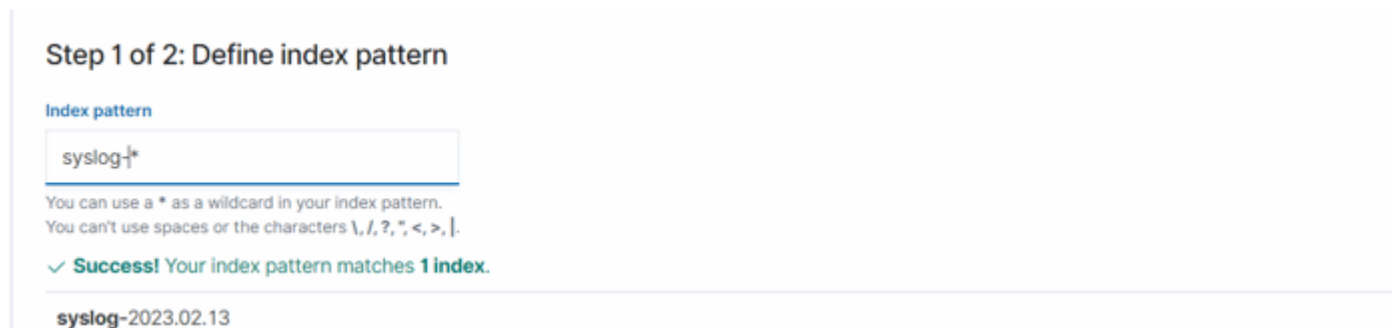 Step 1 of 2: Define index pattern
Index pattern
syslog-*
You can use a * as a wildcard in your index pattern.
You can't use spaces or the characters \, /, ?, ", <, >, |.
✓ Success! Your index pattern matches 1 index.
syslog-2023.02.13